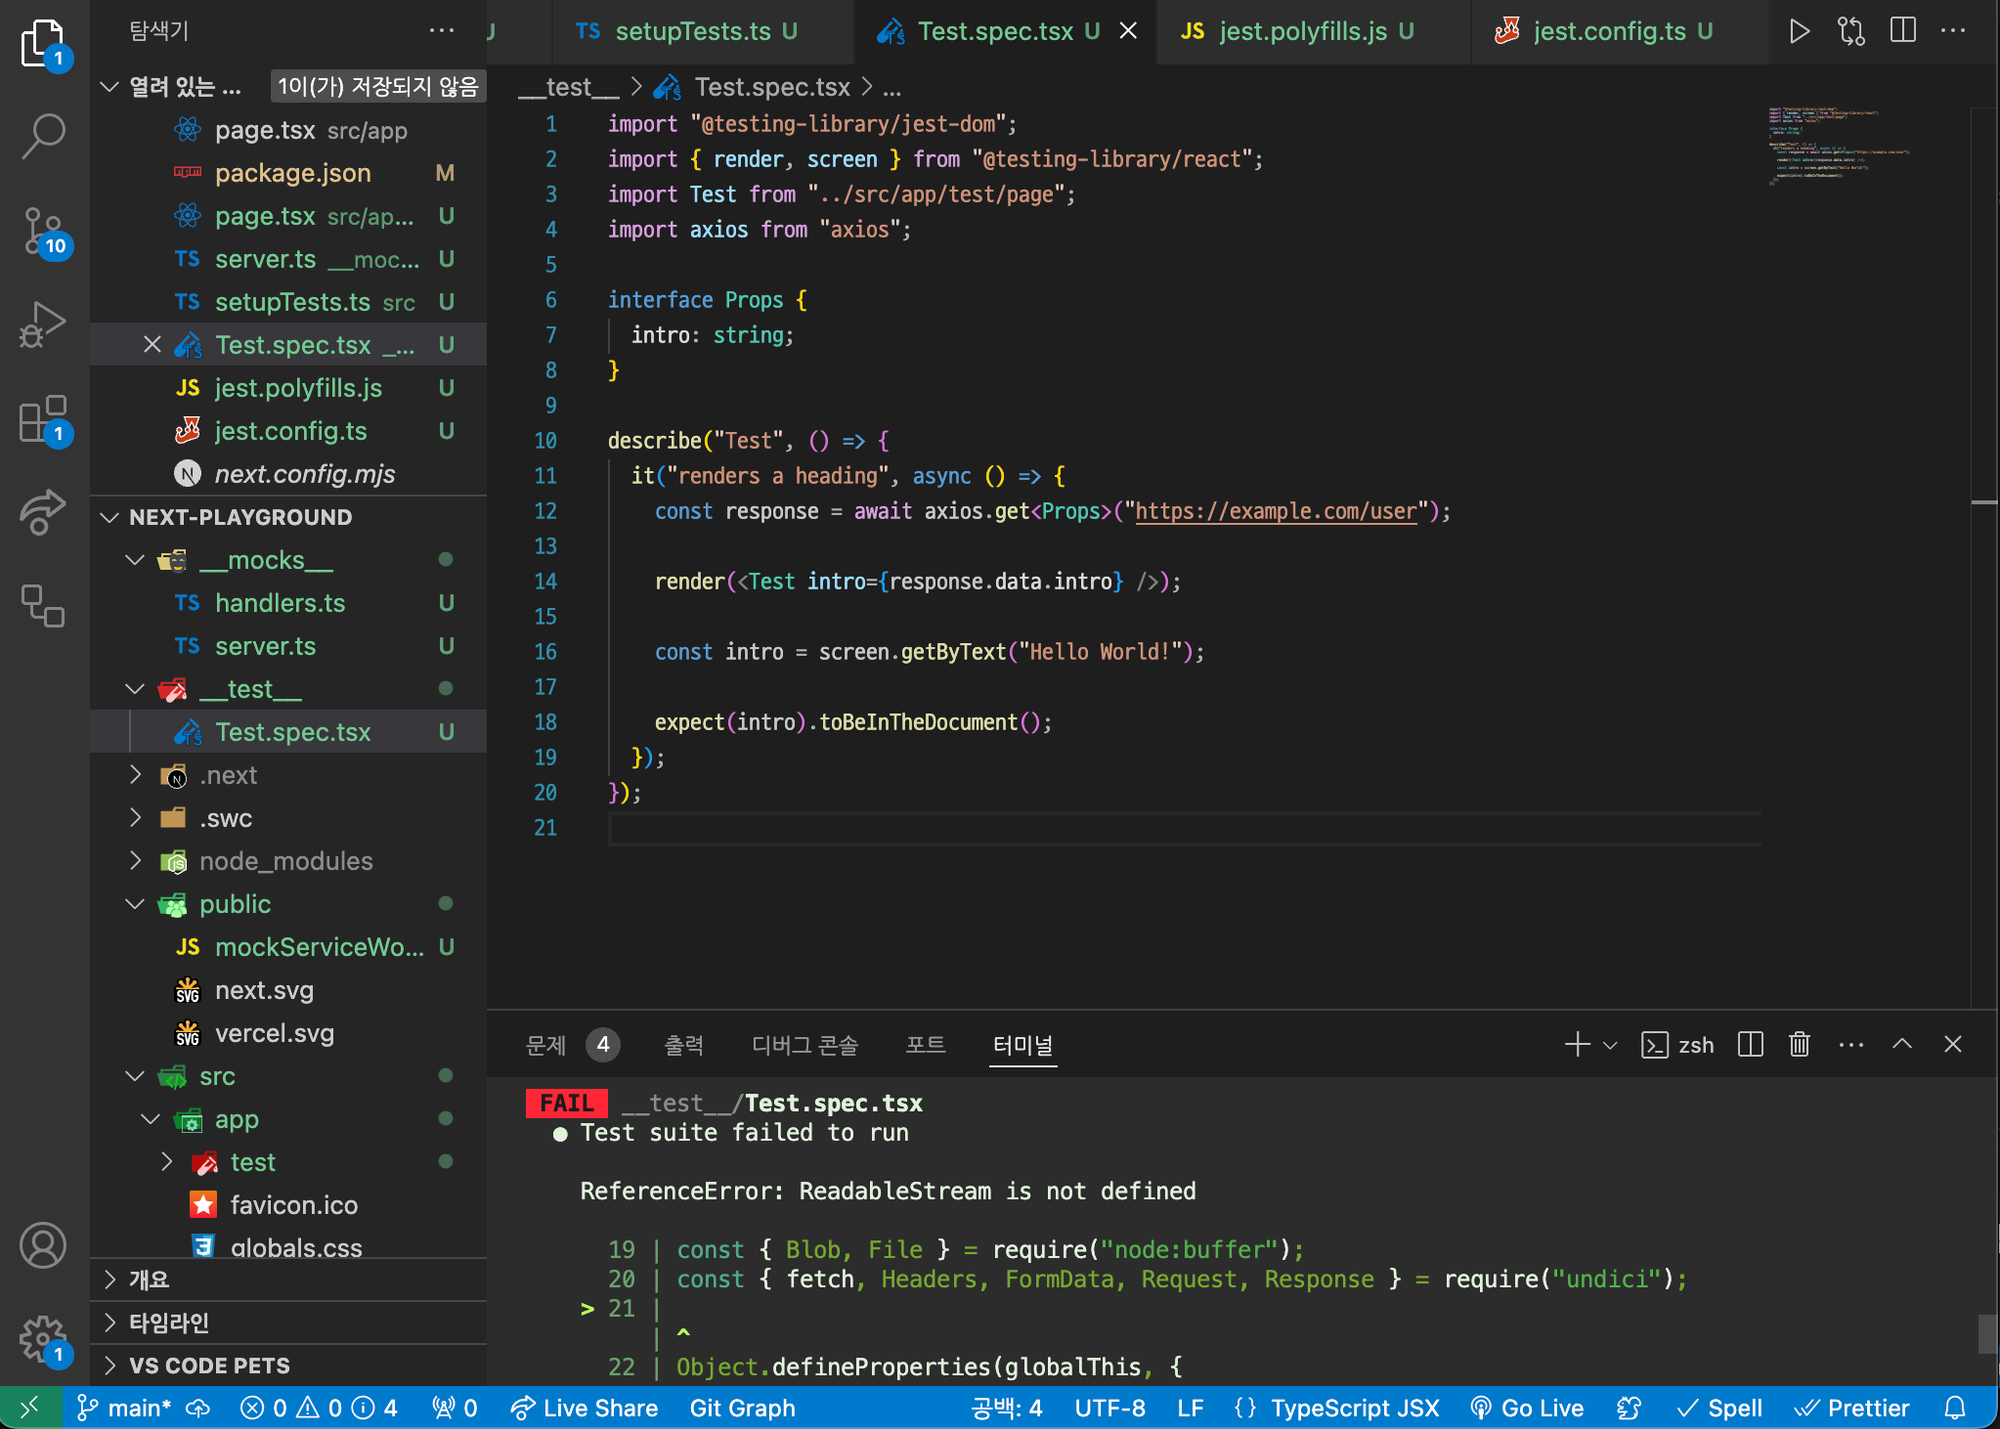 탐색기
열려 있는 ...
1이(가) 저장되지 않음
page.tsx src/app
package.json M
page.tsx src/ap... U
server.ts __moc... U
setupTests.ts src U
Test.spec.tsx _... U
jest.polyfills.js U
jest.config.ts U
next.config.mjs
NEXT-PLAYGROUND
__mocks__
TS handlers.ts U
TS server.ts U
__test__
Test.spec.tsx U
.next
.swc
node_modules
public
JS mockServiceWo... U
next.svg
vercel.svg
src
app
test
favicon.ico
globals.css
개요
타임라인
VS CODE PETS
U
TS setupTests.ts U
Test.spec.tsx U
JS jest.polyfills.js U
jest.config.ts U
__test__ > Test.spec.tsx > ...
1 import "@testing-library/jest-dom";
2 import { render, screen } from "@testing-library/react";
3 import Test from "../src/app/test/page";
4 import axios from "axios";
5
6 interface Props {
7 intro: string;
8 }
9
10 describe("Test", () => {
11 it("renders a heading", async () => {
12 const response = await axios.get<Props>("https://example.com/user");
13
14 render(<Test intro={response.data.intro} />);
15
16 const intro = screen.getByText("Hello World!");
17
18 expect(intro).toBeInTheDocument();
19 });
20 });
21
문제 4 출력 디버그 콘솔 포트 터미널
zsh
FAIL __test__/Test.spec.tsx
● Test suite failed to run
ReferenceError: ReadableStream is not defined
19 | const { Blob, File } = require("node:buffer");
20 | const { fetch, Headers, FormData, Request, Response } = require("undici");
> 21 |
| ^
22 | Object.defineProperties(globalThis, {
main* 0 0 4 0 Live Share Git Graph 공백: 4 UTF-8 LF {} TypeScript JSX Go Live Spell Prettier
1
10
1
1